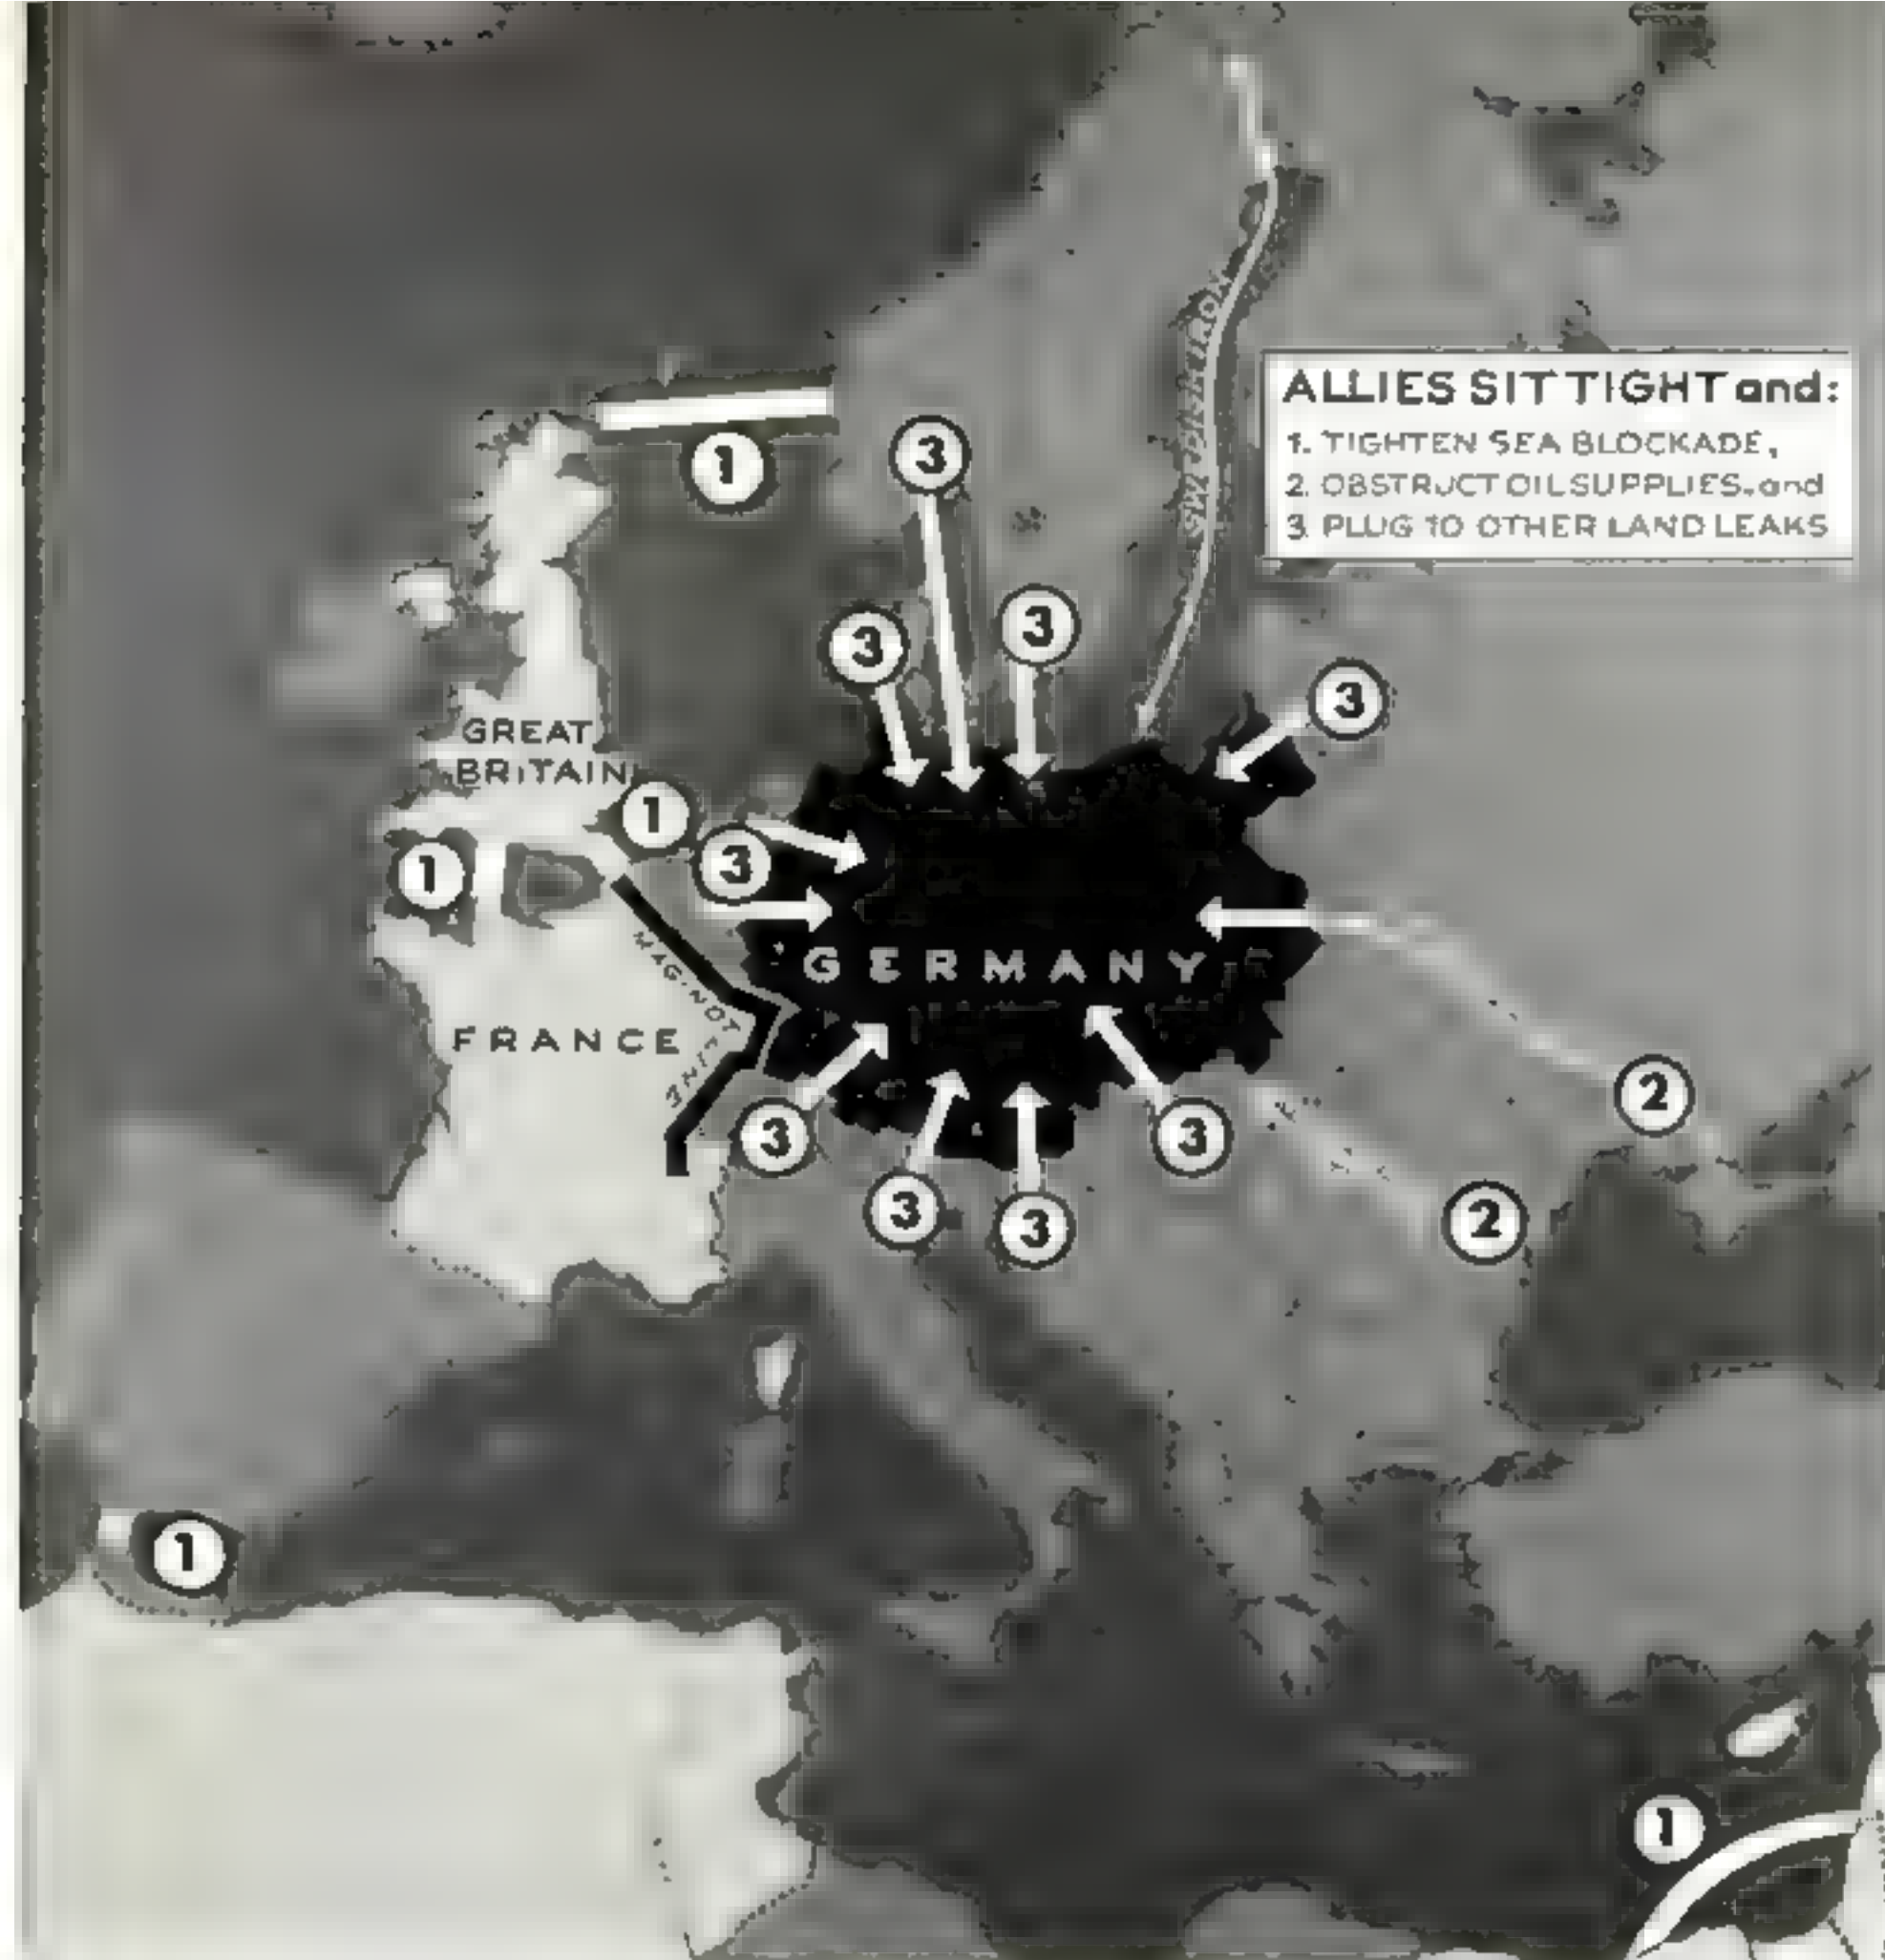 ALLIES SIT TIGHT and:
1. TIGHTEN SEA BLOCKADE,
2. OBSTRUCT OIL SUPPLIES, and
3. PLUG 10 OTHER LAND LEAKS
SWEDISH IRON
1
3
3
3
3
GREAT
BRITAIN
1
3
1
GERMANY
MAGINOT
LINE
FRANCE
2
3
3
3
3
2
1
1